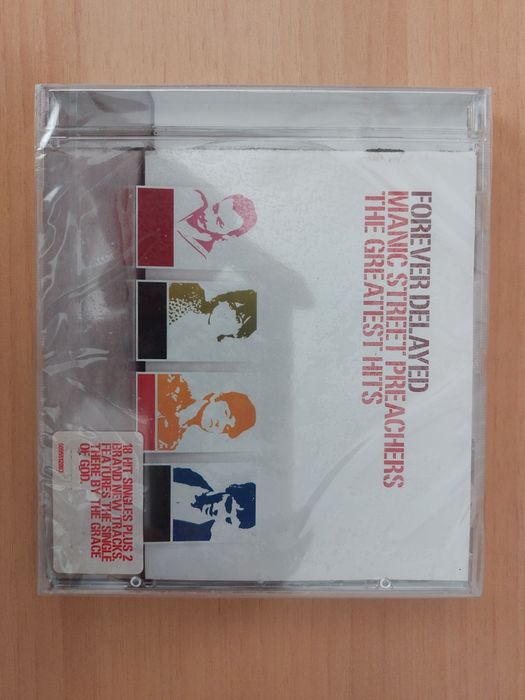 FOREVER DELAYED
MANIC STREET PREACHERS
THE GREATEST HITS
18 HIT SINGLES PLUS 2
BRAND NEW TRACKS.
FEATURES THE SINGLE
THERE BY THE GRACE
OF GOD.